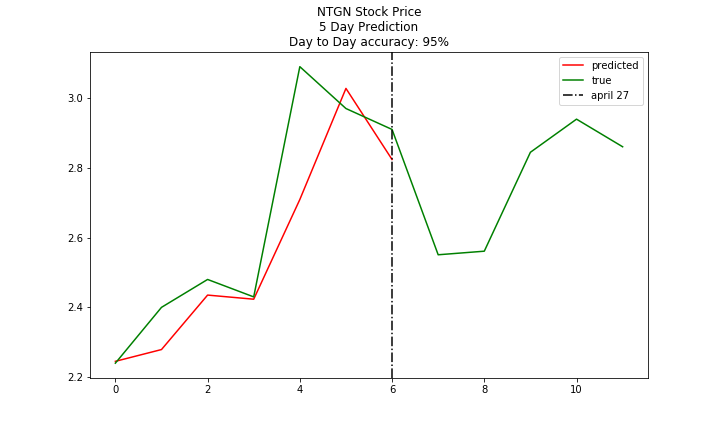 NTGN Stock Price
5 Day Prediction
Day to Day accuracy: 95%
predicted
true
april 27
3.0
2.8
2.6
2.4
2.2
0 2 4 6 8 10